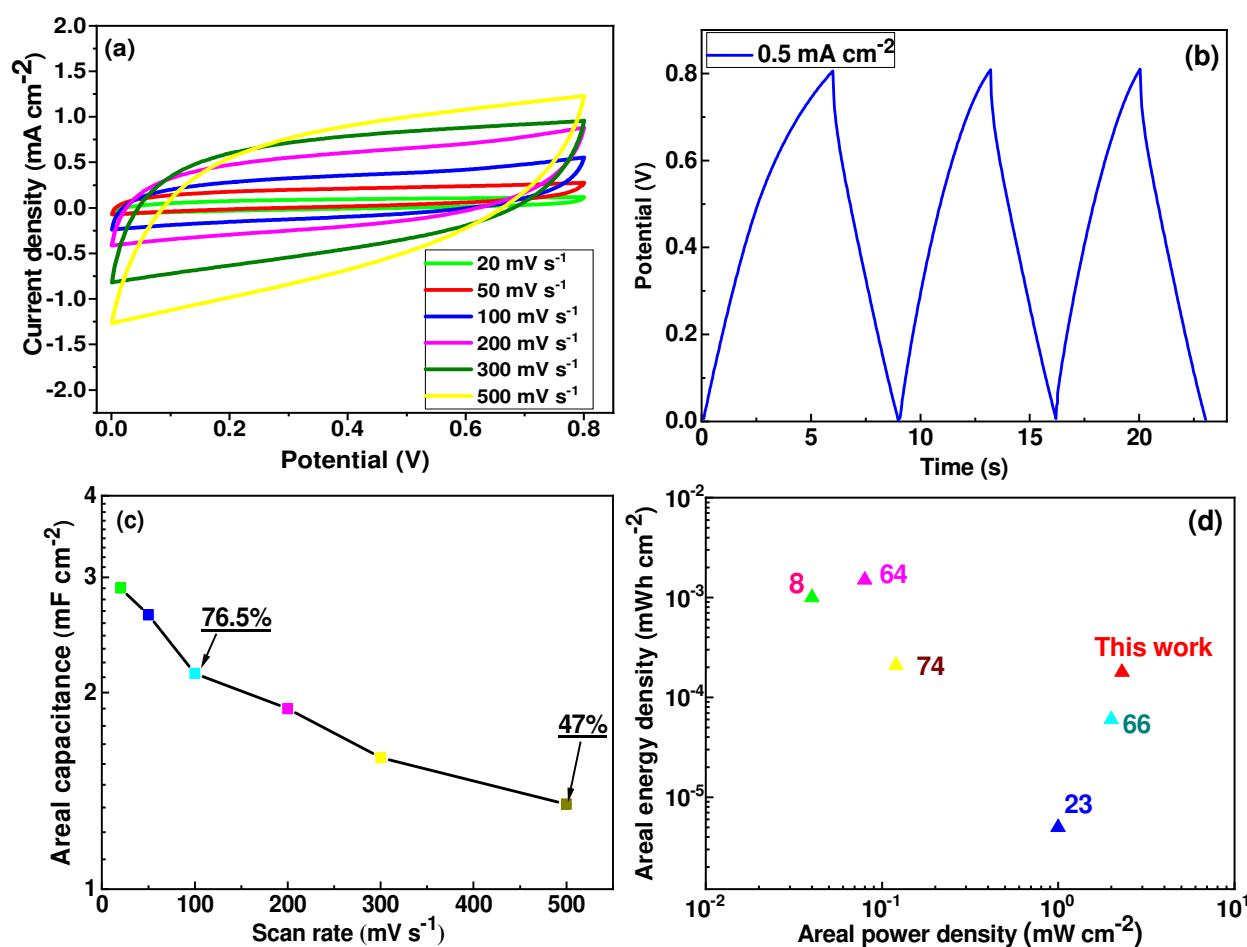 (a)
2.0
1.5
1.0
0.5
0.0
-0.5
-1.0
-1.5
-2.0
Current density (mA cm⁻²)
20 mV s⁻¹
50 mV s⁻¹
100 mV s⁻¹
200 mV s⁻¹
300 mV s⁻¹
500 mV s⁻¹
0.0 0.2 0.4 0.6 0.8
Potential (V)
0.5 mA cm⁻²
(b)
0.8
0.6
0.4
0.2
0.0
Potential (V)
0 5 10 15 20
Time (s)
(c)
4
3
2
1
Areal capacitance (mF cm⁻²)
76.5%
47%
0 100 200 300 400 500
Scan rate (mV s⁻¹)
(d)
10⁻²
10⁻³
10⁻⁴
10⁻⁵
Areal energy density (mWh cm⁻²)
8
64
74
This work
66
23
10⁻² 10⁻¹ 10⁰ 10¹
Areal power density (mW cm⁻²)